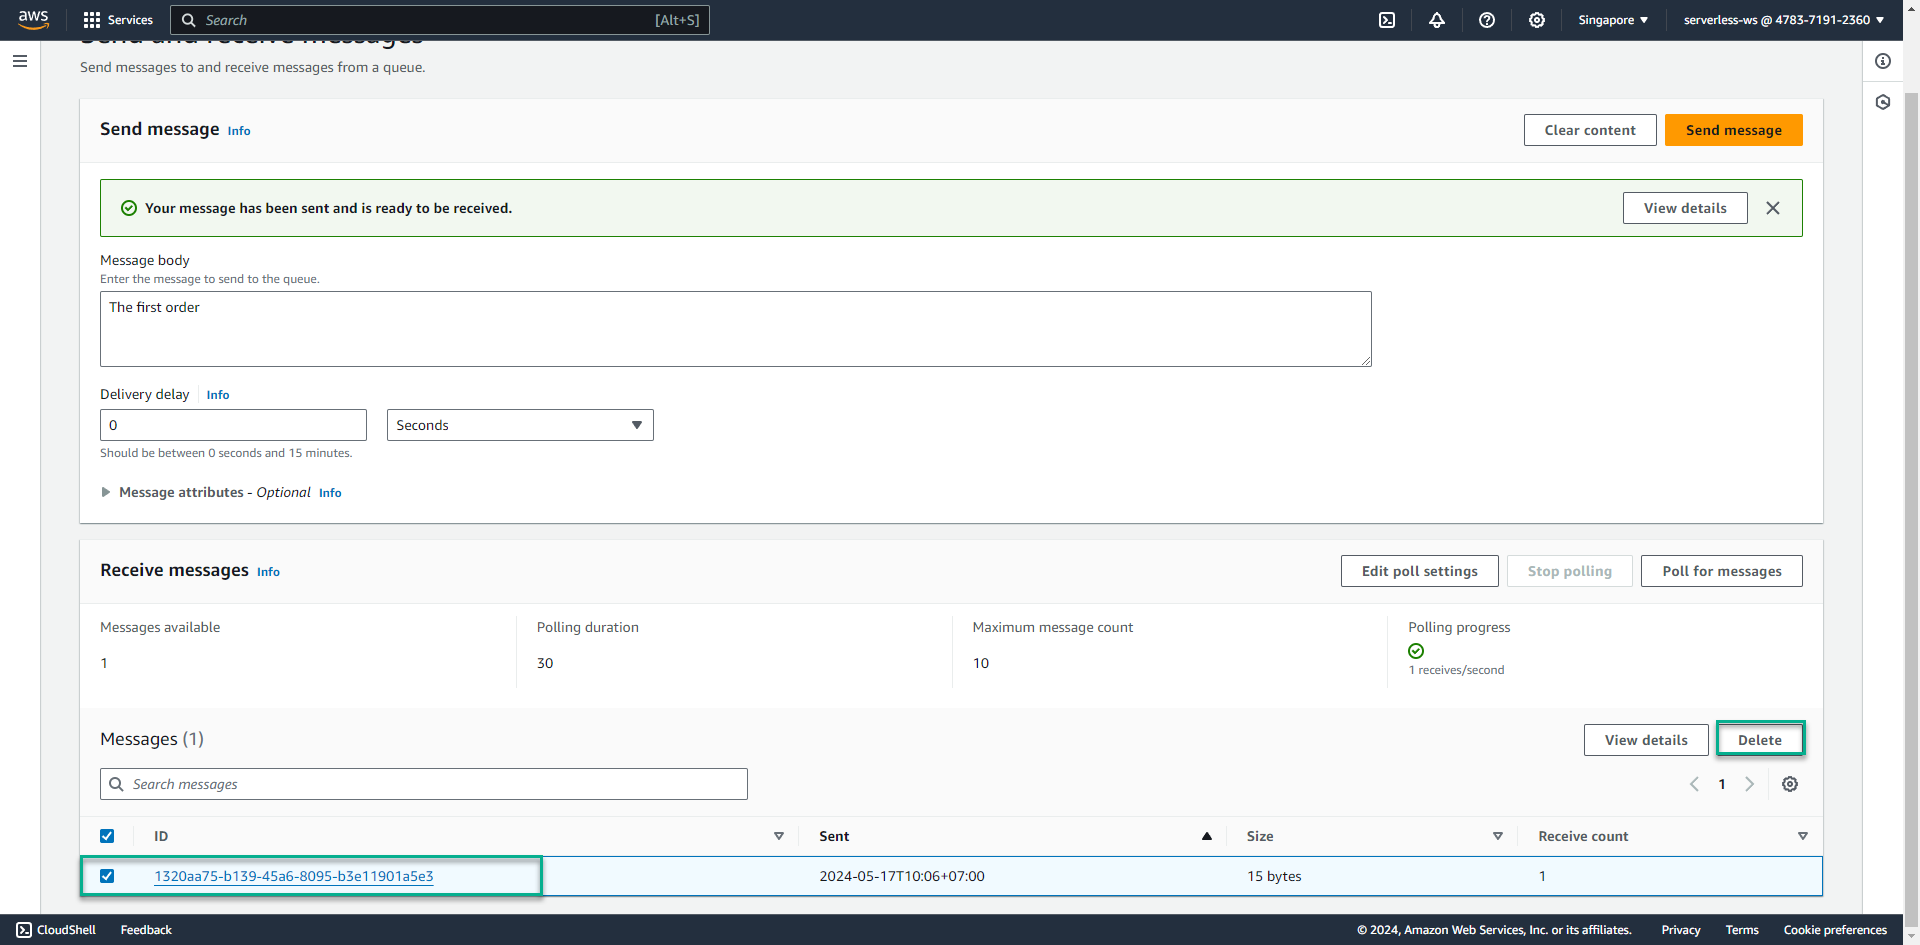 aws
Services
Search
[Alt+S]
Singapore
serverless-ws @ 4783-7191-2360
Send and receive messages
Send messages to and receive messages from a queue.
Send message Info
Clear content
Send message
Your message has been sent and is ready to be received.
View details
Message body
Enter the message to send to the queue.
The first order
Delivery delay
Info
0
Seconds
Should be between 0 seconds and 15 minutes.
Message attributes - Optional Info
Receive messages Info
Edit poll settings
Stop polling
Poll for messages
Messages available
1
Polling duration
30
Maximum message count
10
Polling progress
1 receives/second
Messages (1)
View details
Delete
Search messages
1
ID
Sent
Size
Receive count
1320aa75-b139-45a6-8095-b3e11901a5e3
2024-05-17T10:06+07:00
15 bytes
1
CloudShell
Feedback
© 2024, Amazon Web Services, Inc. or its affiliates.
Privacy
Terms
Cookie preferences